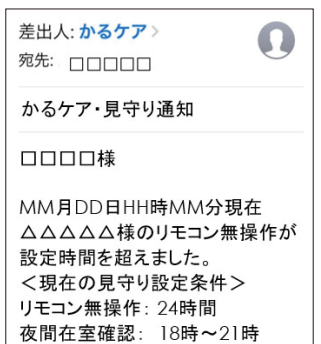 差出人: かるケア >
宛先: □□□□□
かるケア・見守り通知
□□□□様
MM月DD日HH時MM分現在
△△△△△様のリモコン無操作が
設定時間を超えました。
＜現在の見守り設定条件＞
リモコン無操作: 24時間
夜間在室確認: 18時～21時